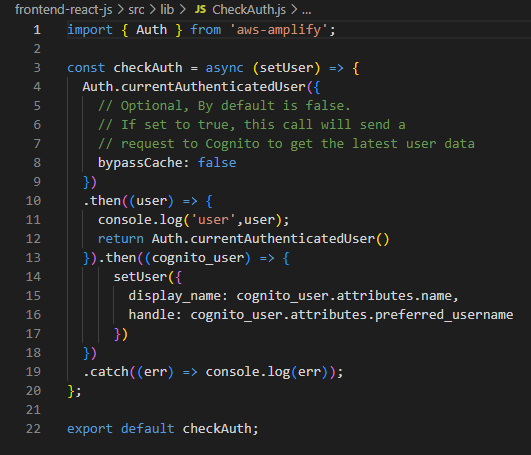 frontend-react-js > src > lib > JS CheckAuth.js > ...
1 import { Auth } from 'aws-amplify';
2
3 const checkAuth = async (setUser) => {
4   Auth.currentAuthenticatedUser({
5     // Optional, By default is false.
6     // If set to true, this call will send a
7     // request to Cognito to get the latest user data
8     bypassCache: false
9   })
10   .then((user) => {
11     console.log('user',user);
12     return Auth.currentAuthenticatedUser()
13   }).then((cognito_user) => {
14       setUser({
15         display_name: cognito_user.attributes.name,
16         handle: cognito_user.attributes.preferred_username
17       })
18   })
19   .catch((err) => console.log(err));
20 };
21
22 export default checkAuth;